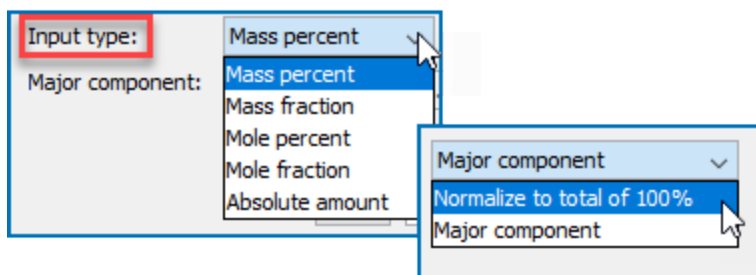 Input type:
Mass percent
Major component:
Mass percent
Mass fraction
Mole percent
Mole fraction
Absolute amount
Major component
Normalize to total of 100%
Major component